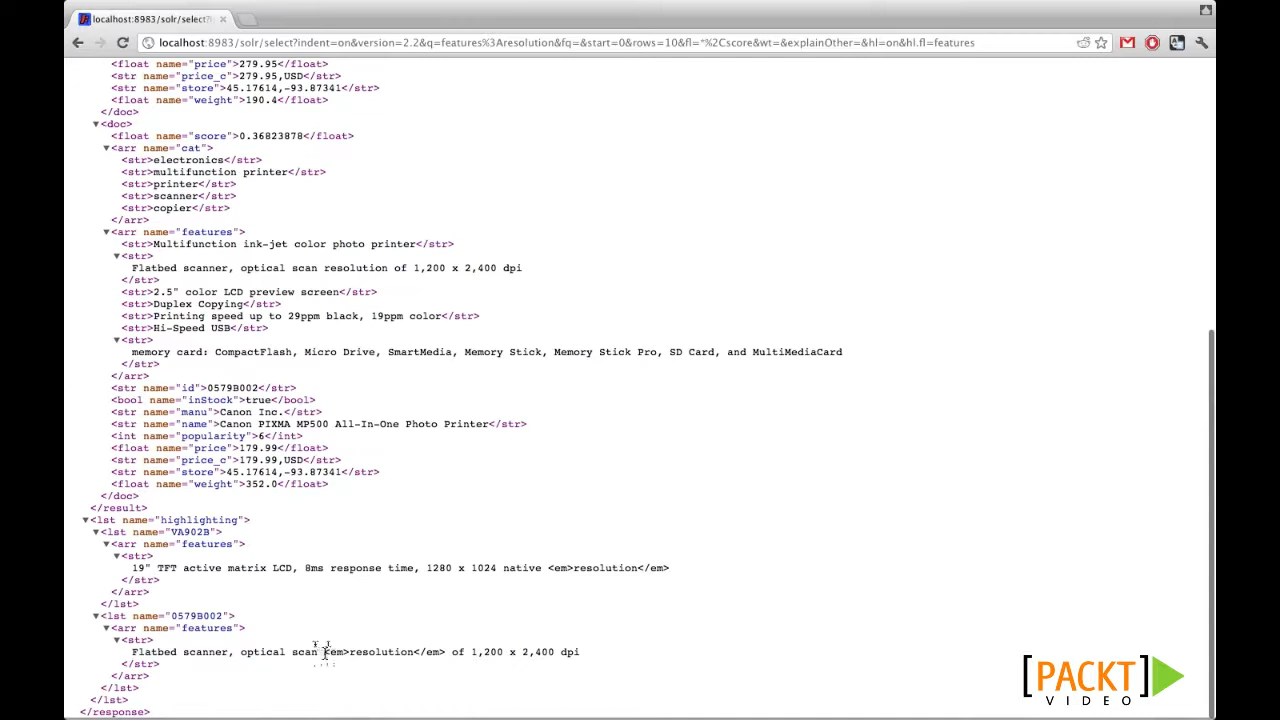 localhost:8983/solr/select?i
localhost:8983/solr/select?indent=on&version=2.2&q=features%3Aresolution&fq=&start=0&rows=10&fl=*%2Cscore&wt=&explainOther=&hl=on&hl.fl=features
<float name="price">279.95</float>
<str name="price_c">279.95,USD</str>
<str name="store">45.17614,-93.87341</str>
<float name="weight">190.4</float>
</doc>
<doc>
<float name="score">0.36823878</float>
<arr name="cat">
<str>electronics</str>
<str>multifunction printer</str>
<str>printer</str>
<str>scanner</str>
<str>copier</str>
</arr>
<arr name="features">
<str>Multifunction ink-jet color photo printer</str>
<str>
Flatbed scanner, optical scan resolution of 1,200 x 2,400 dpi
</str>
<str>2.5" color LCD preview screen</str>
<str>Duplex Copying</str>
<str>Printing speed up to 29ppm black, 19ppm color</str>
<str>Hi-Speed USB</str>
<str>
memory card: CompactFlash, Micro Drive, SmartMedia, Memory Stick, Memory Stick Pro, SD Card, and MultiMediaCard
</str>
</arr>
<str name="id">0579B002</str>
<bool name="inStock">true</bool>
<str name="manu">Canon Inc.</str>
<str name="name">Canon PIXMA MP500 All-In-One Photo Printer</str>
<int name="popularity">6</int>
<float name="price">179.99</float>
<str name="price_c">179.99,USD</str>
<str name="store">45.17614,-93.87341</str>
<float name="weight">352.0</float>
</doc>
</result>
<lst name="highlighting">
<lst name="VA902B">
<arr name="features">
<str>
19" TFT active matrix LCD, 8ms response time, 1280 x 1024 native <em>resolution</em>
</str>
</arr>
</lst>
<lst name="0579B002">
<arr name="features">
<str>
Flatbed scanner, optical scan <em>resolution</em> of 1,200 x 2,400 dpi
</str>
</arr>
</lst>
</lst>
</response>
[PACKT]
VIDEO